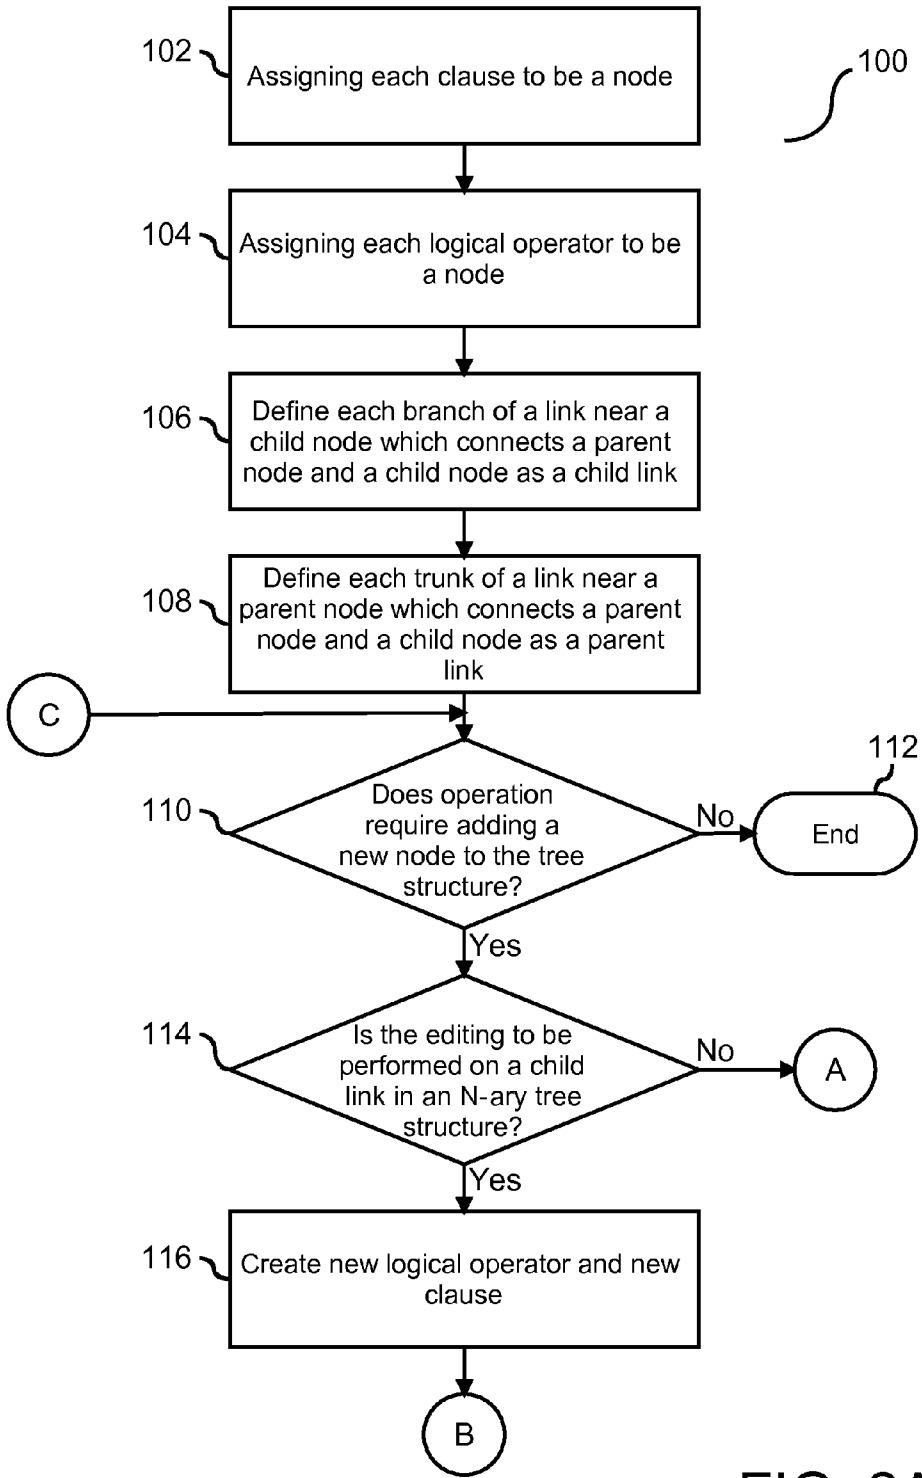 102
Assigning each clause to be a node
100
104
Assigning each logical operator to be
a node
106
Define each branch of a link near a
child node which connects a parent
node and a child node as a child link
108
Define each trunk of a link near a
parent node which connects a parent
node and a child node as a parent
link
C
110
Does operation
require adding a
new node to the tree
structure?
No
112
End
Yes
114
Is the editing to be
performed on a child
link in an N-ary tree
structure?
No
A
Yes
116
Create new logical operator and new
clause
B